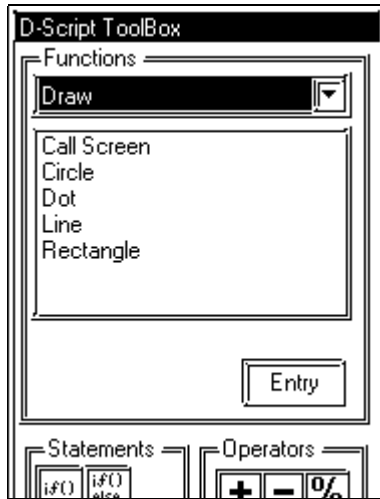 D-Script ToolBox
Functions
Draw
Call Screen
Circle
Dot
Line
Rectangle
Entry
Statements Operators
if() if() + - %
else